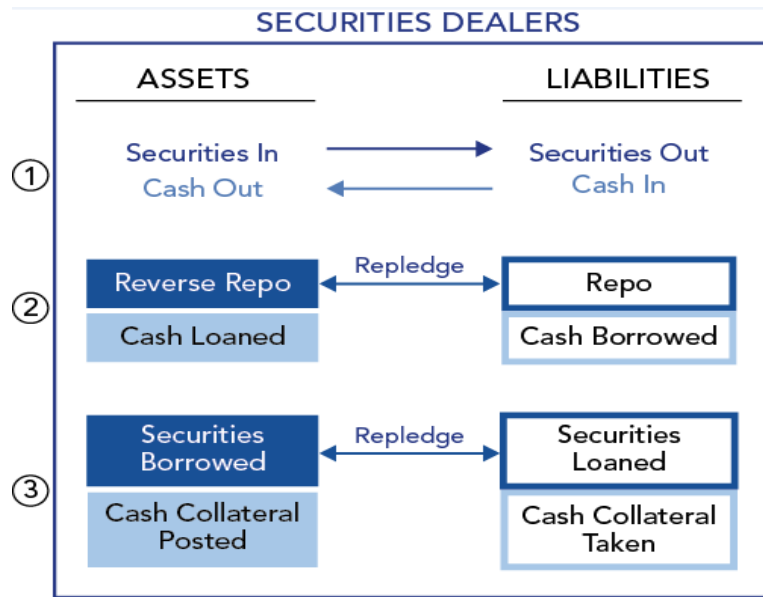 SECURITIES DEALERS
ASSETS
LIABILITIES
①
Securities In
Cash Out
Securities Out
Cash In
②
Reverse Repo
Repledge
Repo
Cash Loaned
Cash Borrowed
③
Securities
Borrowed
Repledge
Securities
Loaned
Cash Collateral
Posted
Cash Collateral
Taken